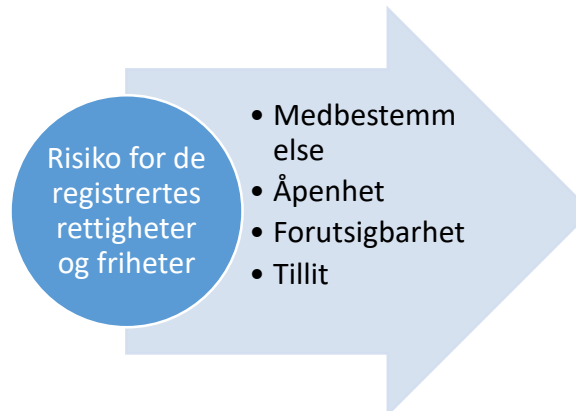 Risiko for de
registrertes
rettigheter
og friheter
• Medbestemm
else
• Åpenhet
• Forutsigbarhet
• Tillit